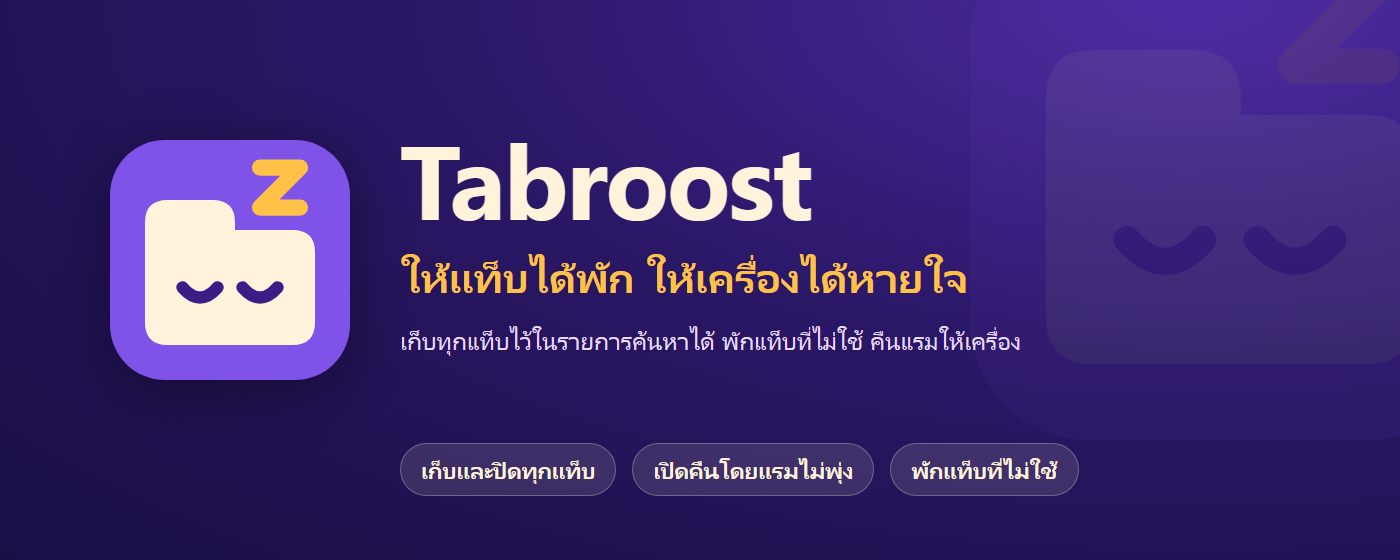 Tabroost
ให้แท็บได้พัก ให้เครื่องได้หายใจ
เก็บทุกแท็บไว้ในรายการค้นหาได้ พักแท็บที่ไม่ใช้ คืนแรมให้เครื่อง
เก็บและปิดทุกแท็บ
เปิดคืนโดยแรมไม่พุ่ง
พักแท็บที่ไม่ใช้